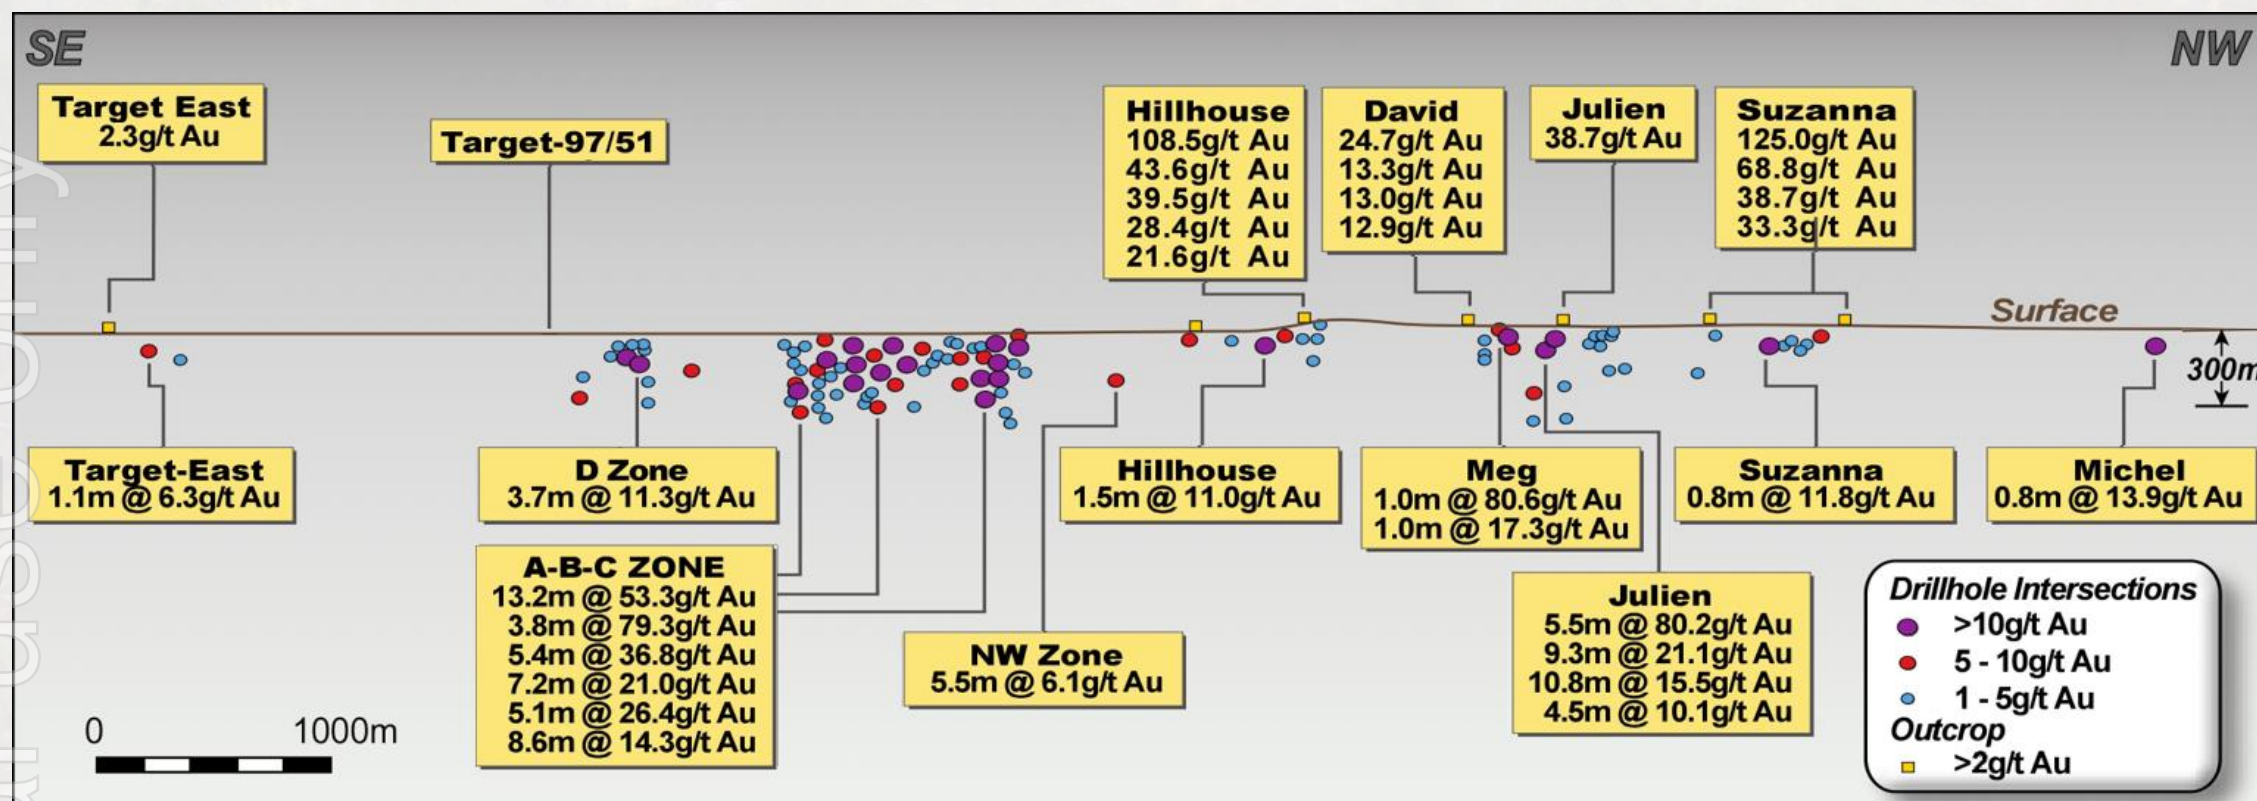 SE
NW
Target East
2.3g/t Au
Target-97/51
Hillhouse
108.5g/t Au
43.6g/t Au
39.5g/t Au
28.4g/t Au
21.6g/t Au
David
24.7g/t Au
13.3g/t Au
13.0g/t Au
12.9g/t Au
Julien
38.7g/t Au
Suzanna
125.0g/t Au
68.8g/t Au
38.7g/t Au
33.3g/t Au
Surface
300m
Target-East
1.1m @ 6.3g/t Au
D Zone
3.7m @ 11.3g/t Au
A-B-C ZONE
13.2m @ 53.3g/t Au
3.8m @ 79.3g/t Au
5.4m @ 36.8g/t Au
7.2m @ 21.0g/t Au
5.1m @ 26.4g/t Au
8.6m @ 14.3g/t Au
NW Zone
5.5m @ 6.1g/t Au
Hillhouse
1.5m @ 11.0g/t Au
Meg
1.0m @ 80.6g/t Au
1.0m @ 17.3g/t Au
Julien
5.5m @ 80.2g/t Au
9.3m @ 21.1g/t Au
10.8m @ 15.5g/t Au
4.5m @ 10.1g/t Au
Suzanna
0.8m @ 11.8g/t Au
Michel
0.8m @ 13.9g/t Au
0 1000m
Drillhole Intersections
>10g/t Au
5 - 10g/t Au
1 - 5g/t Au
Outcrop
>2g/t Au
use only